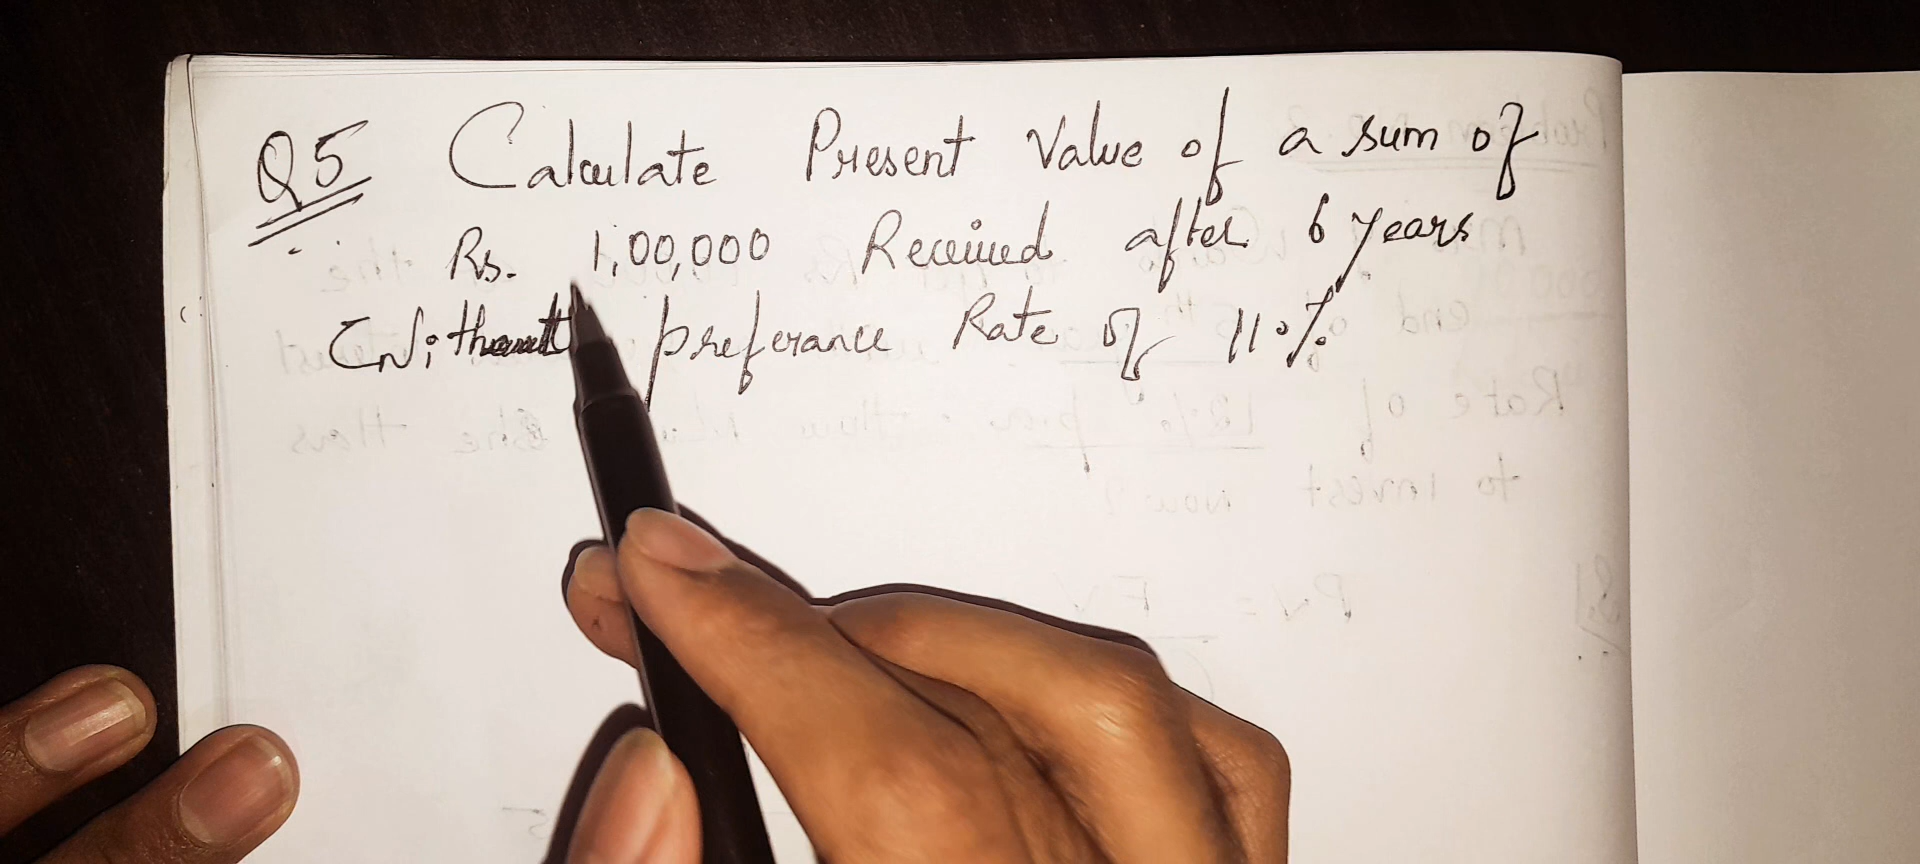 Q5 Calculate Present Value of a sum of
Rs. 1,00,000 Received after 6 years
With preferance Rate of 11%